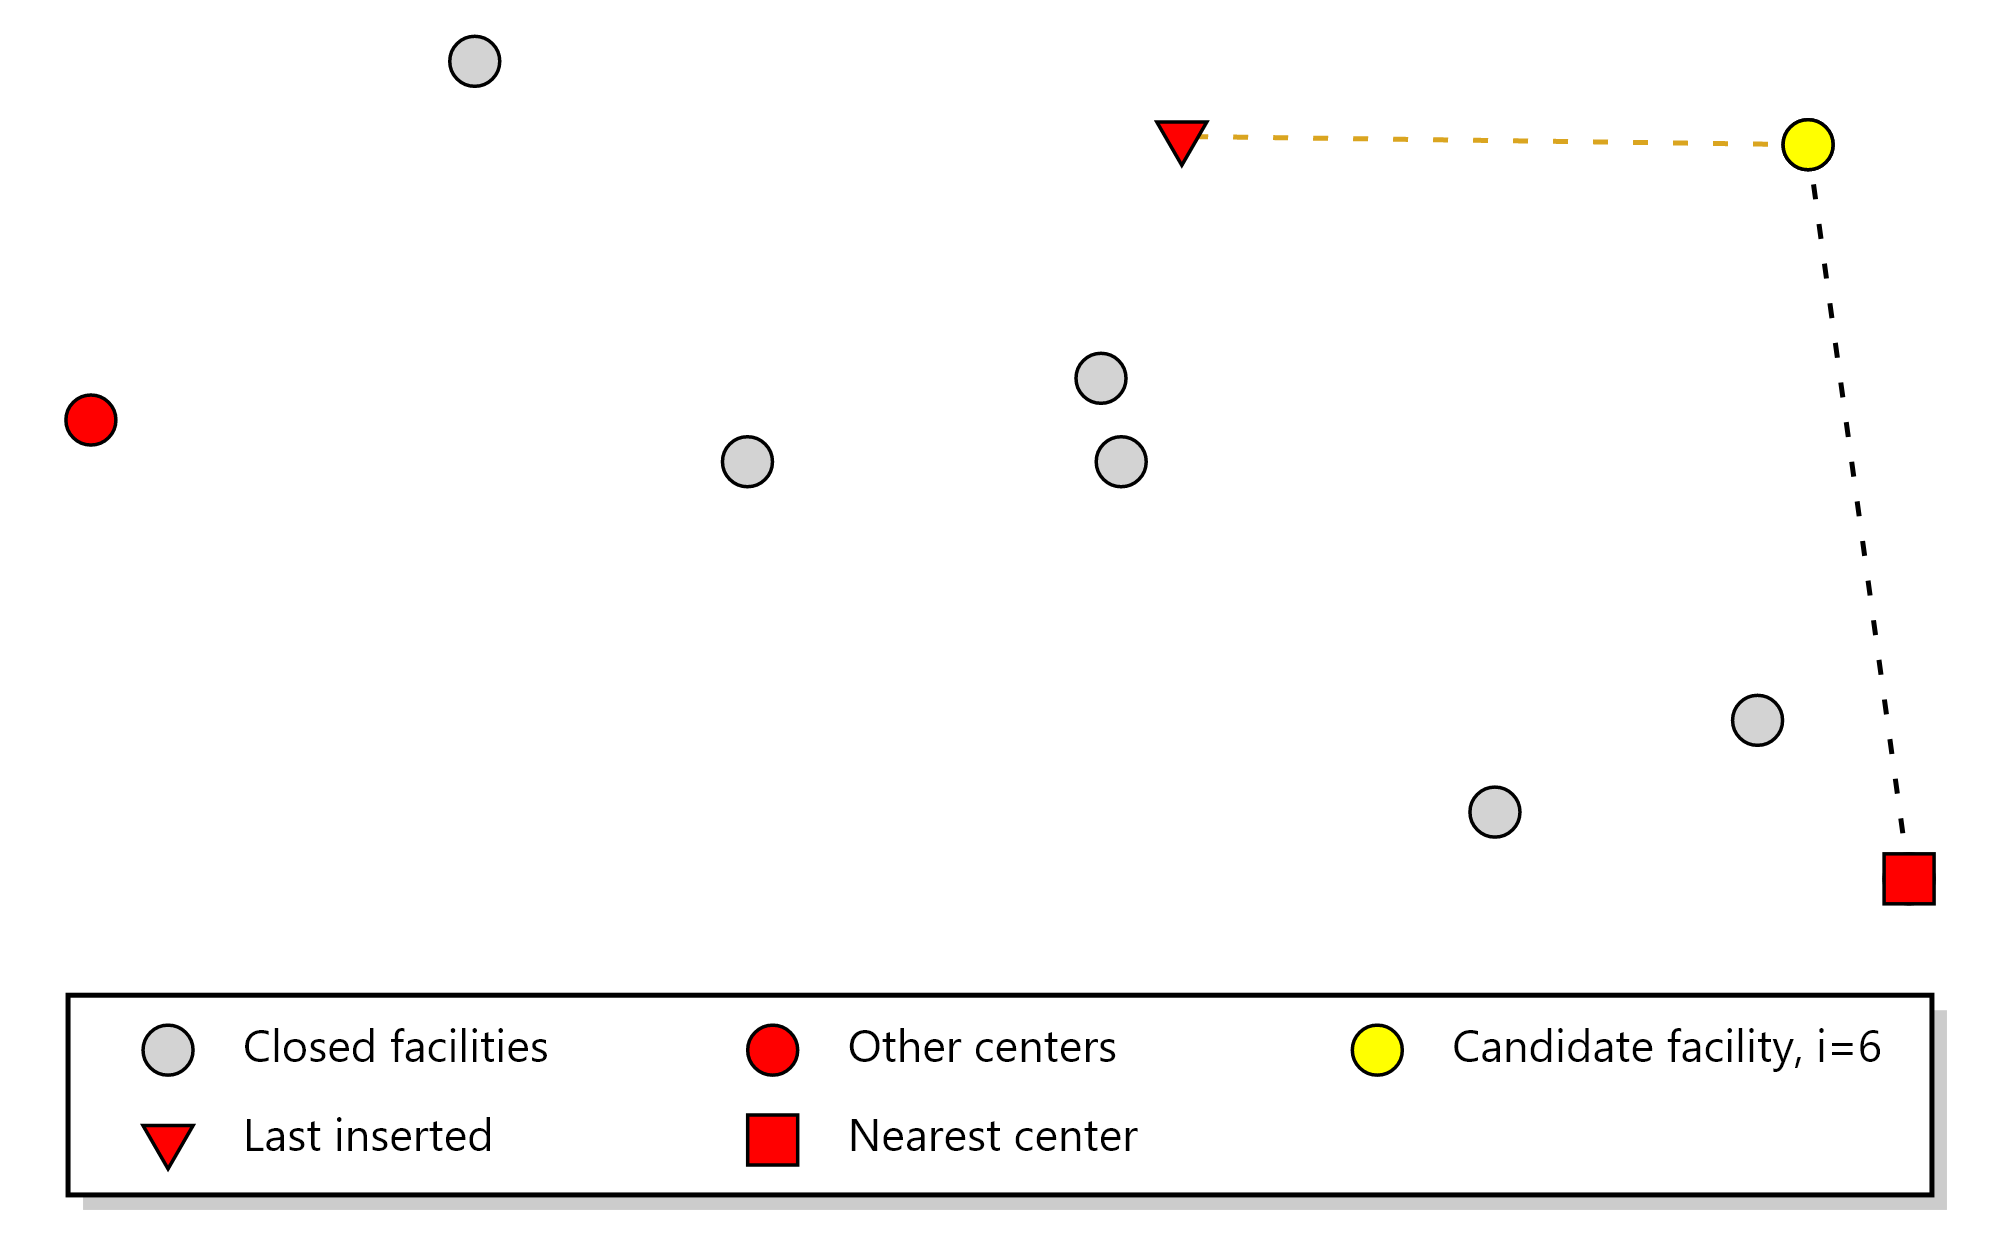 Closed facilities
Other centers
Candidate facility, i=6
Last inserted
Nearest center